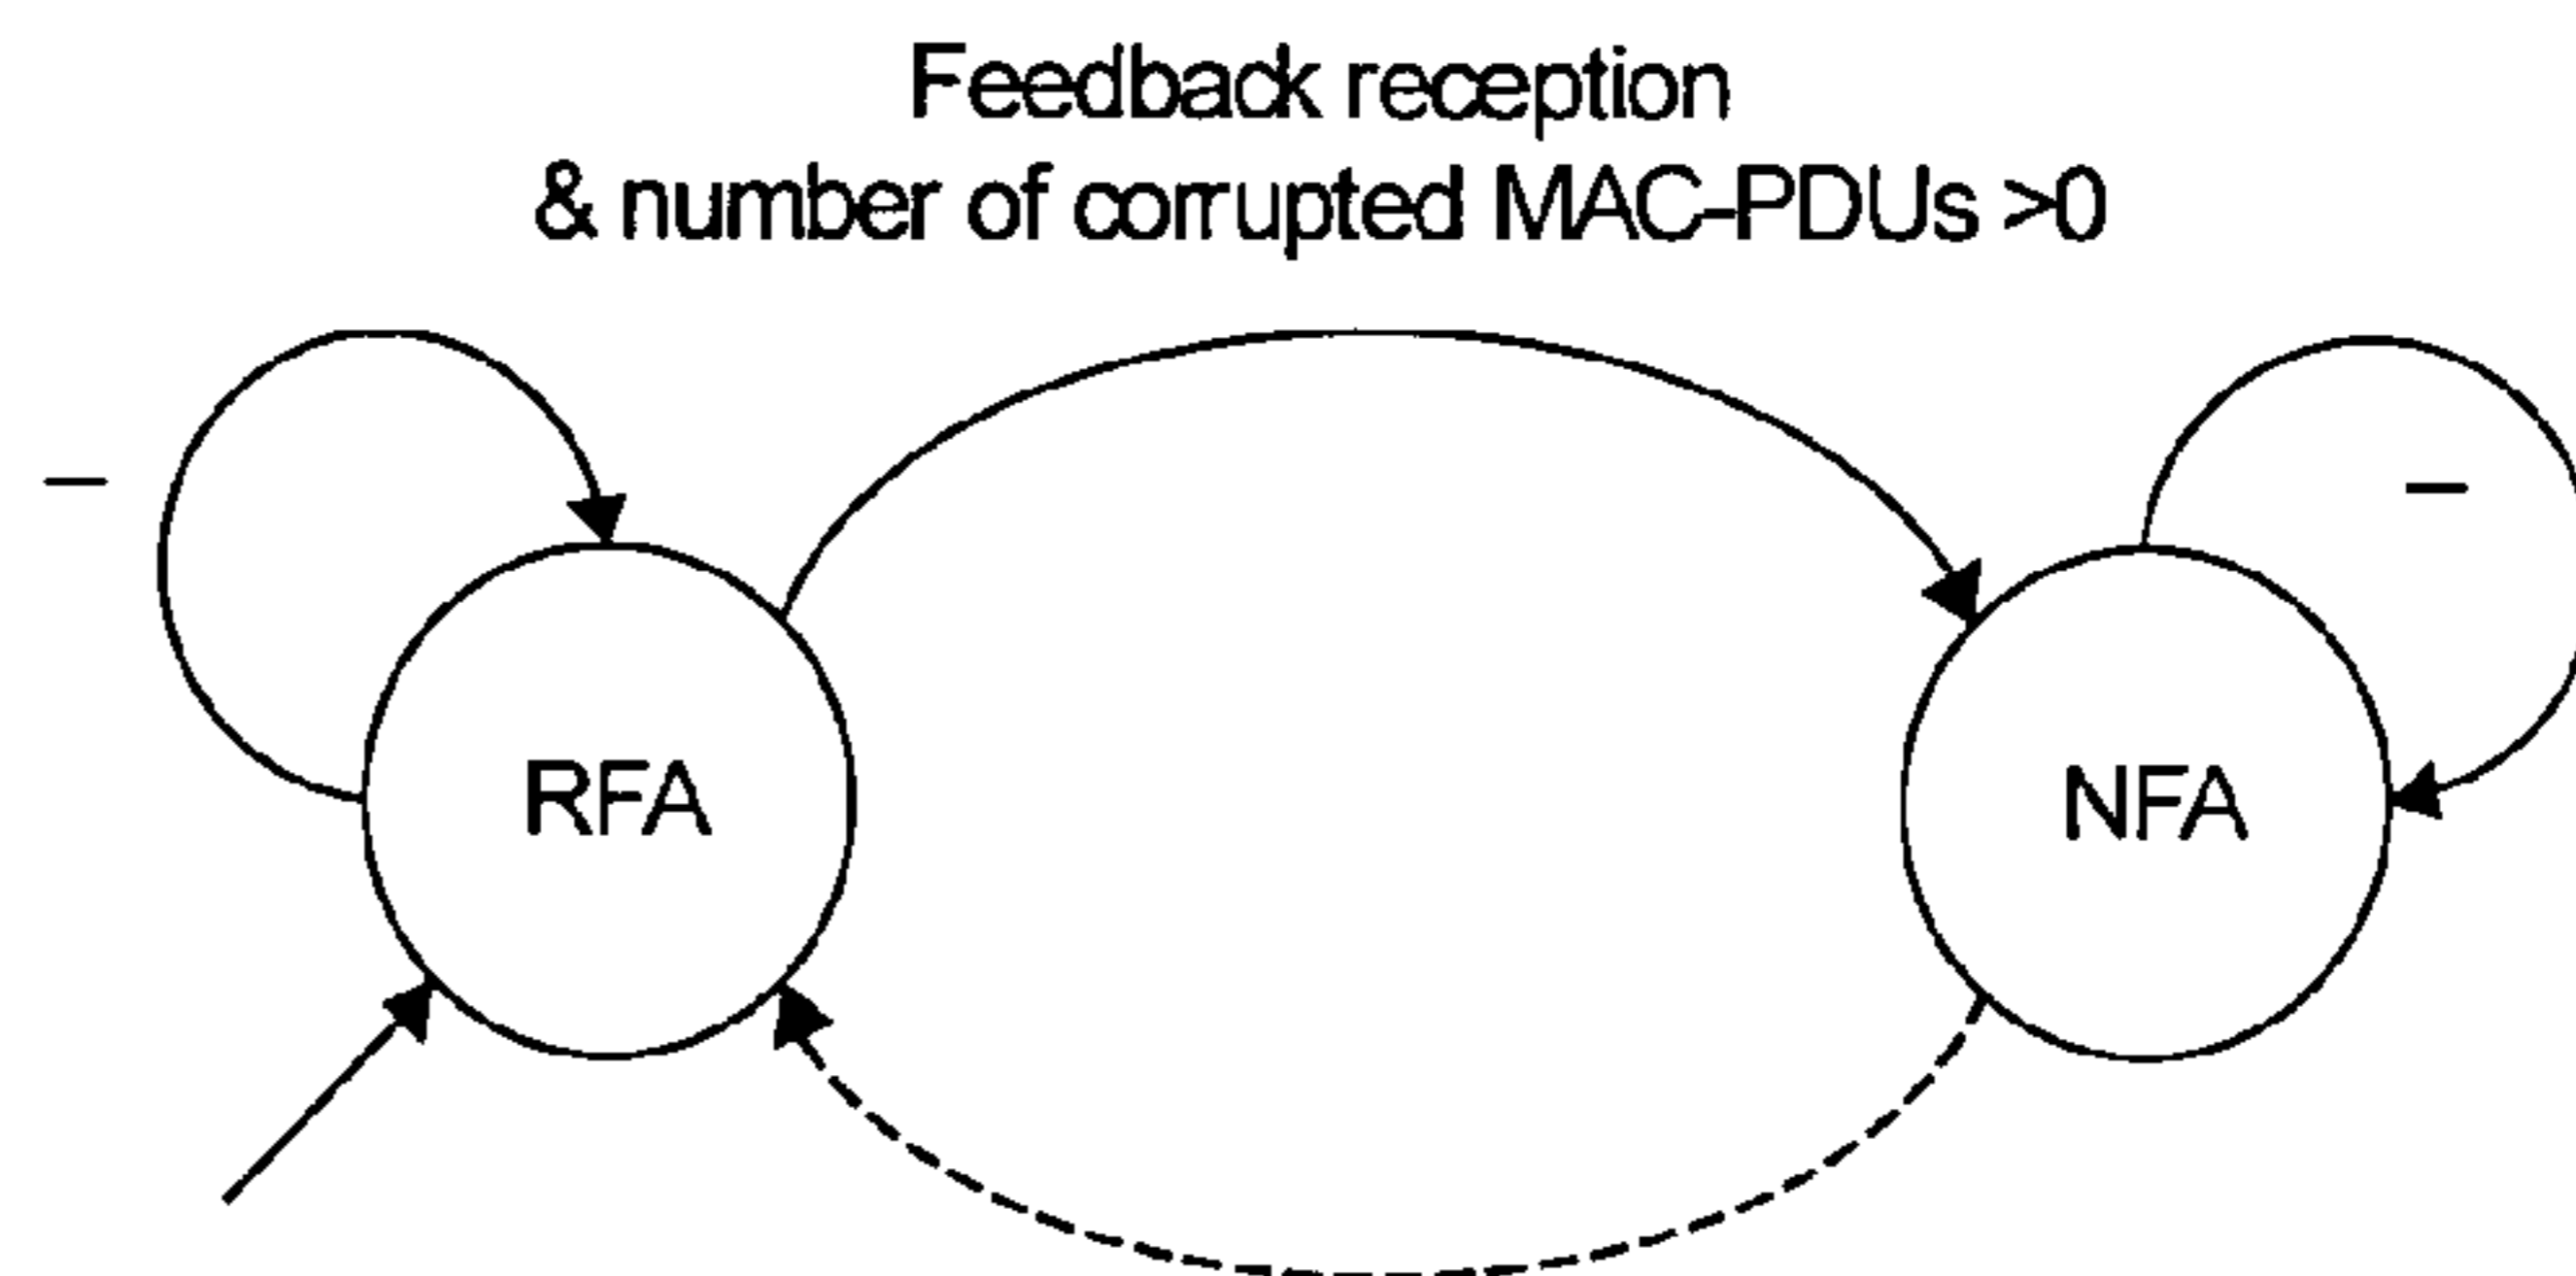 Feedback reception
& number of corrupted MAC-PDUs >0
–
–
RFA
NFA